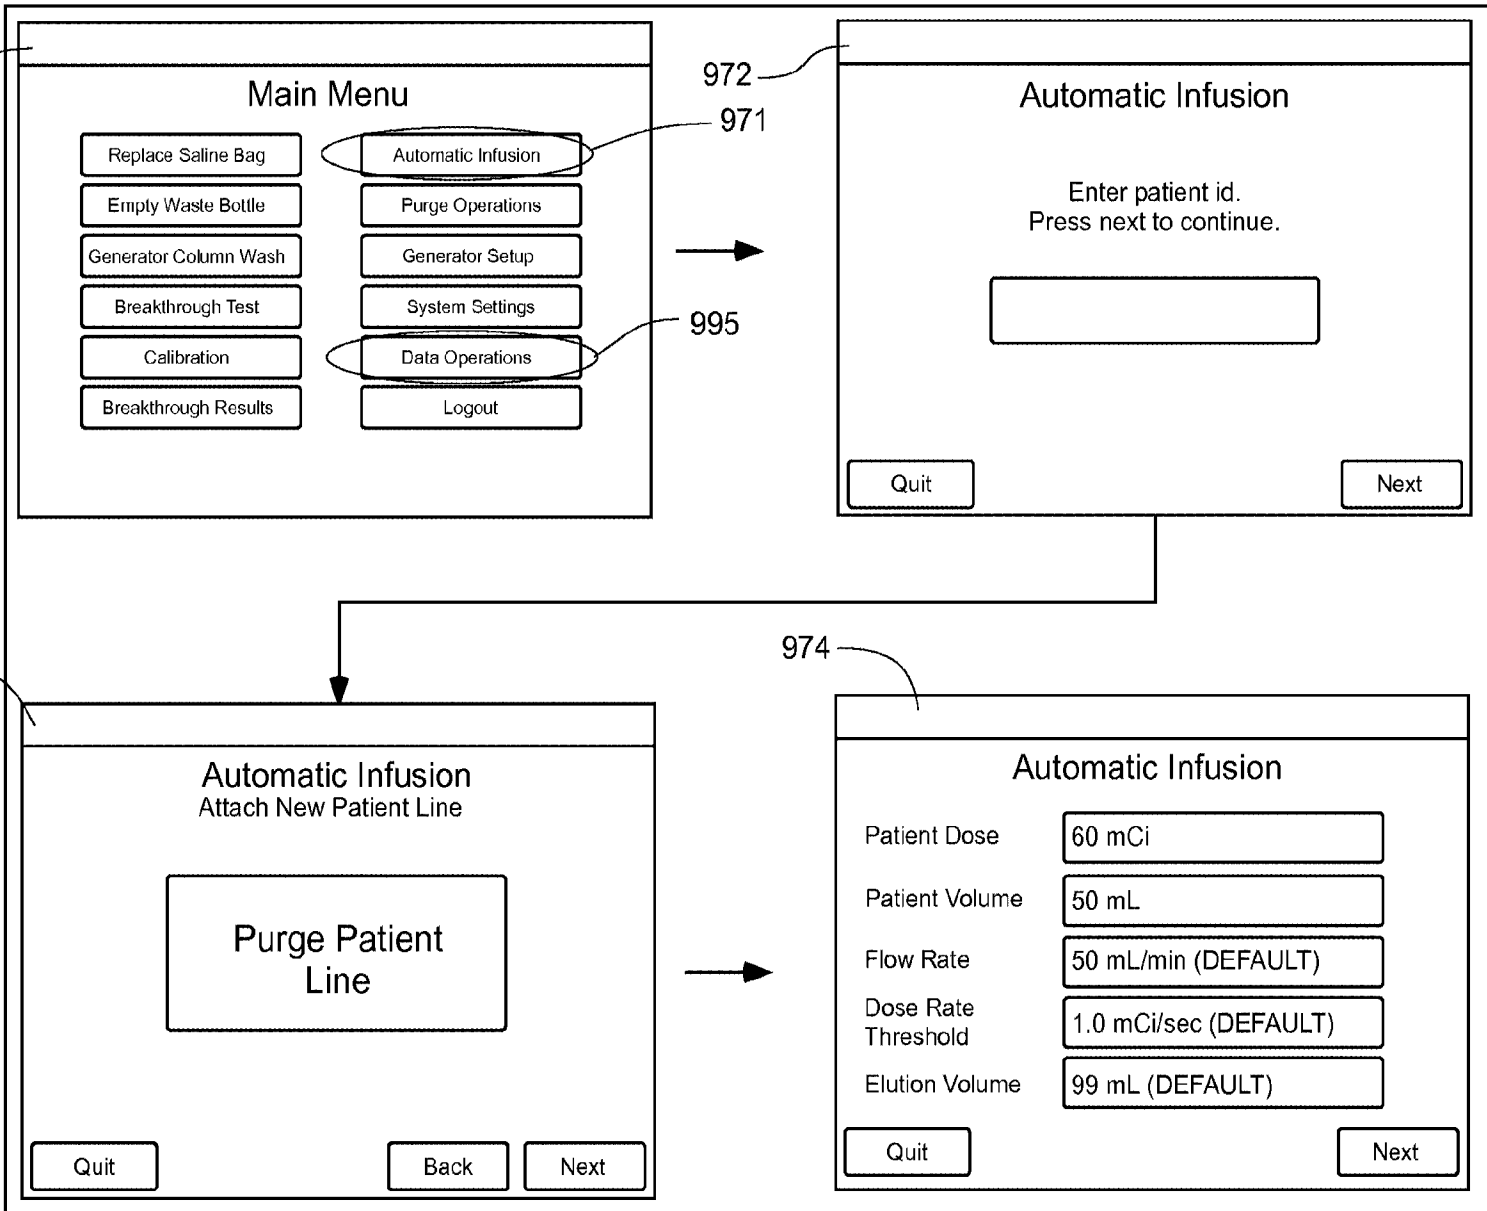 Main Menu
Replace Saline Bag
Automatic Infusion
Empty Waste Bottle
Purge Operations
Generator Column Wash
Generator Setup
Breakthrough Test
System Settings
Calibration
Data Operations
Breakthrough Results
Logout
971
995
972
Automatic Infusion
Enter patient id.
Press next to continue.
Quit
Next
Automatic Infusion
Attach New Patient Line
Purge Patient
Line
Quit
Back
Next
974
Automatic Infusion
Patient Dose
60 mCi
Patient Volume
50 mL
Flow Rate
50 mL/min (DEFAULT)
Dose Rate
Threshold
1.0 mCi/sec (DEFAULT)
Elution Volume
99 mL (DEFAULT)
Quit
Next